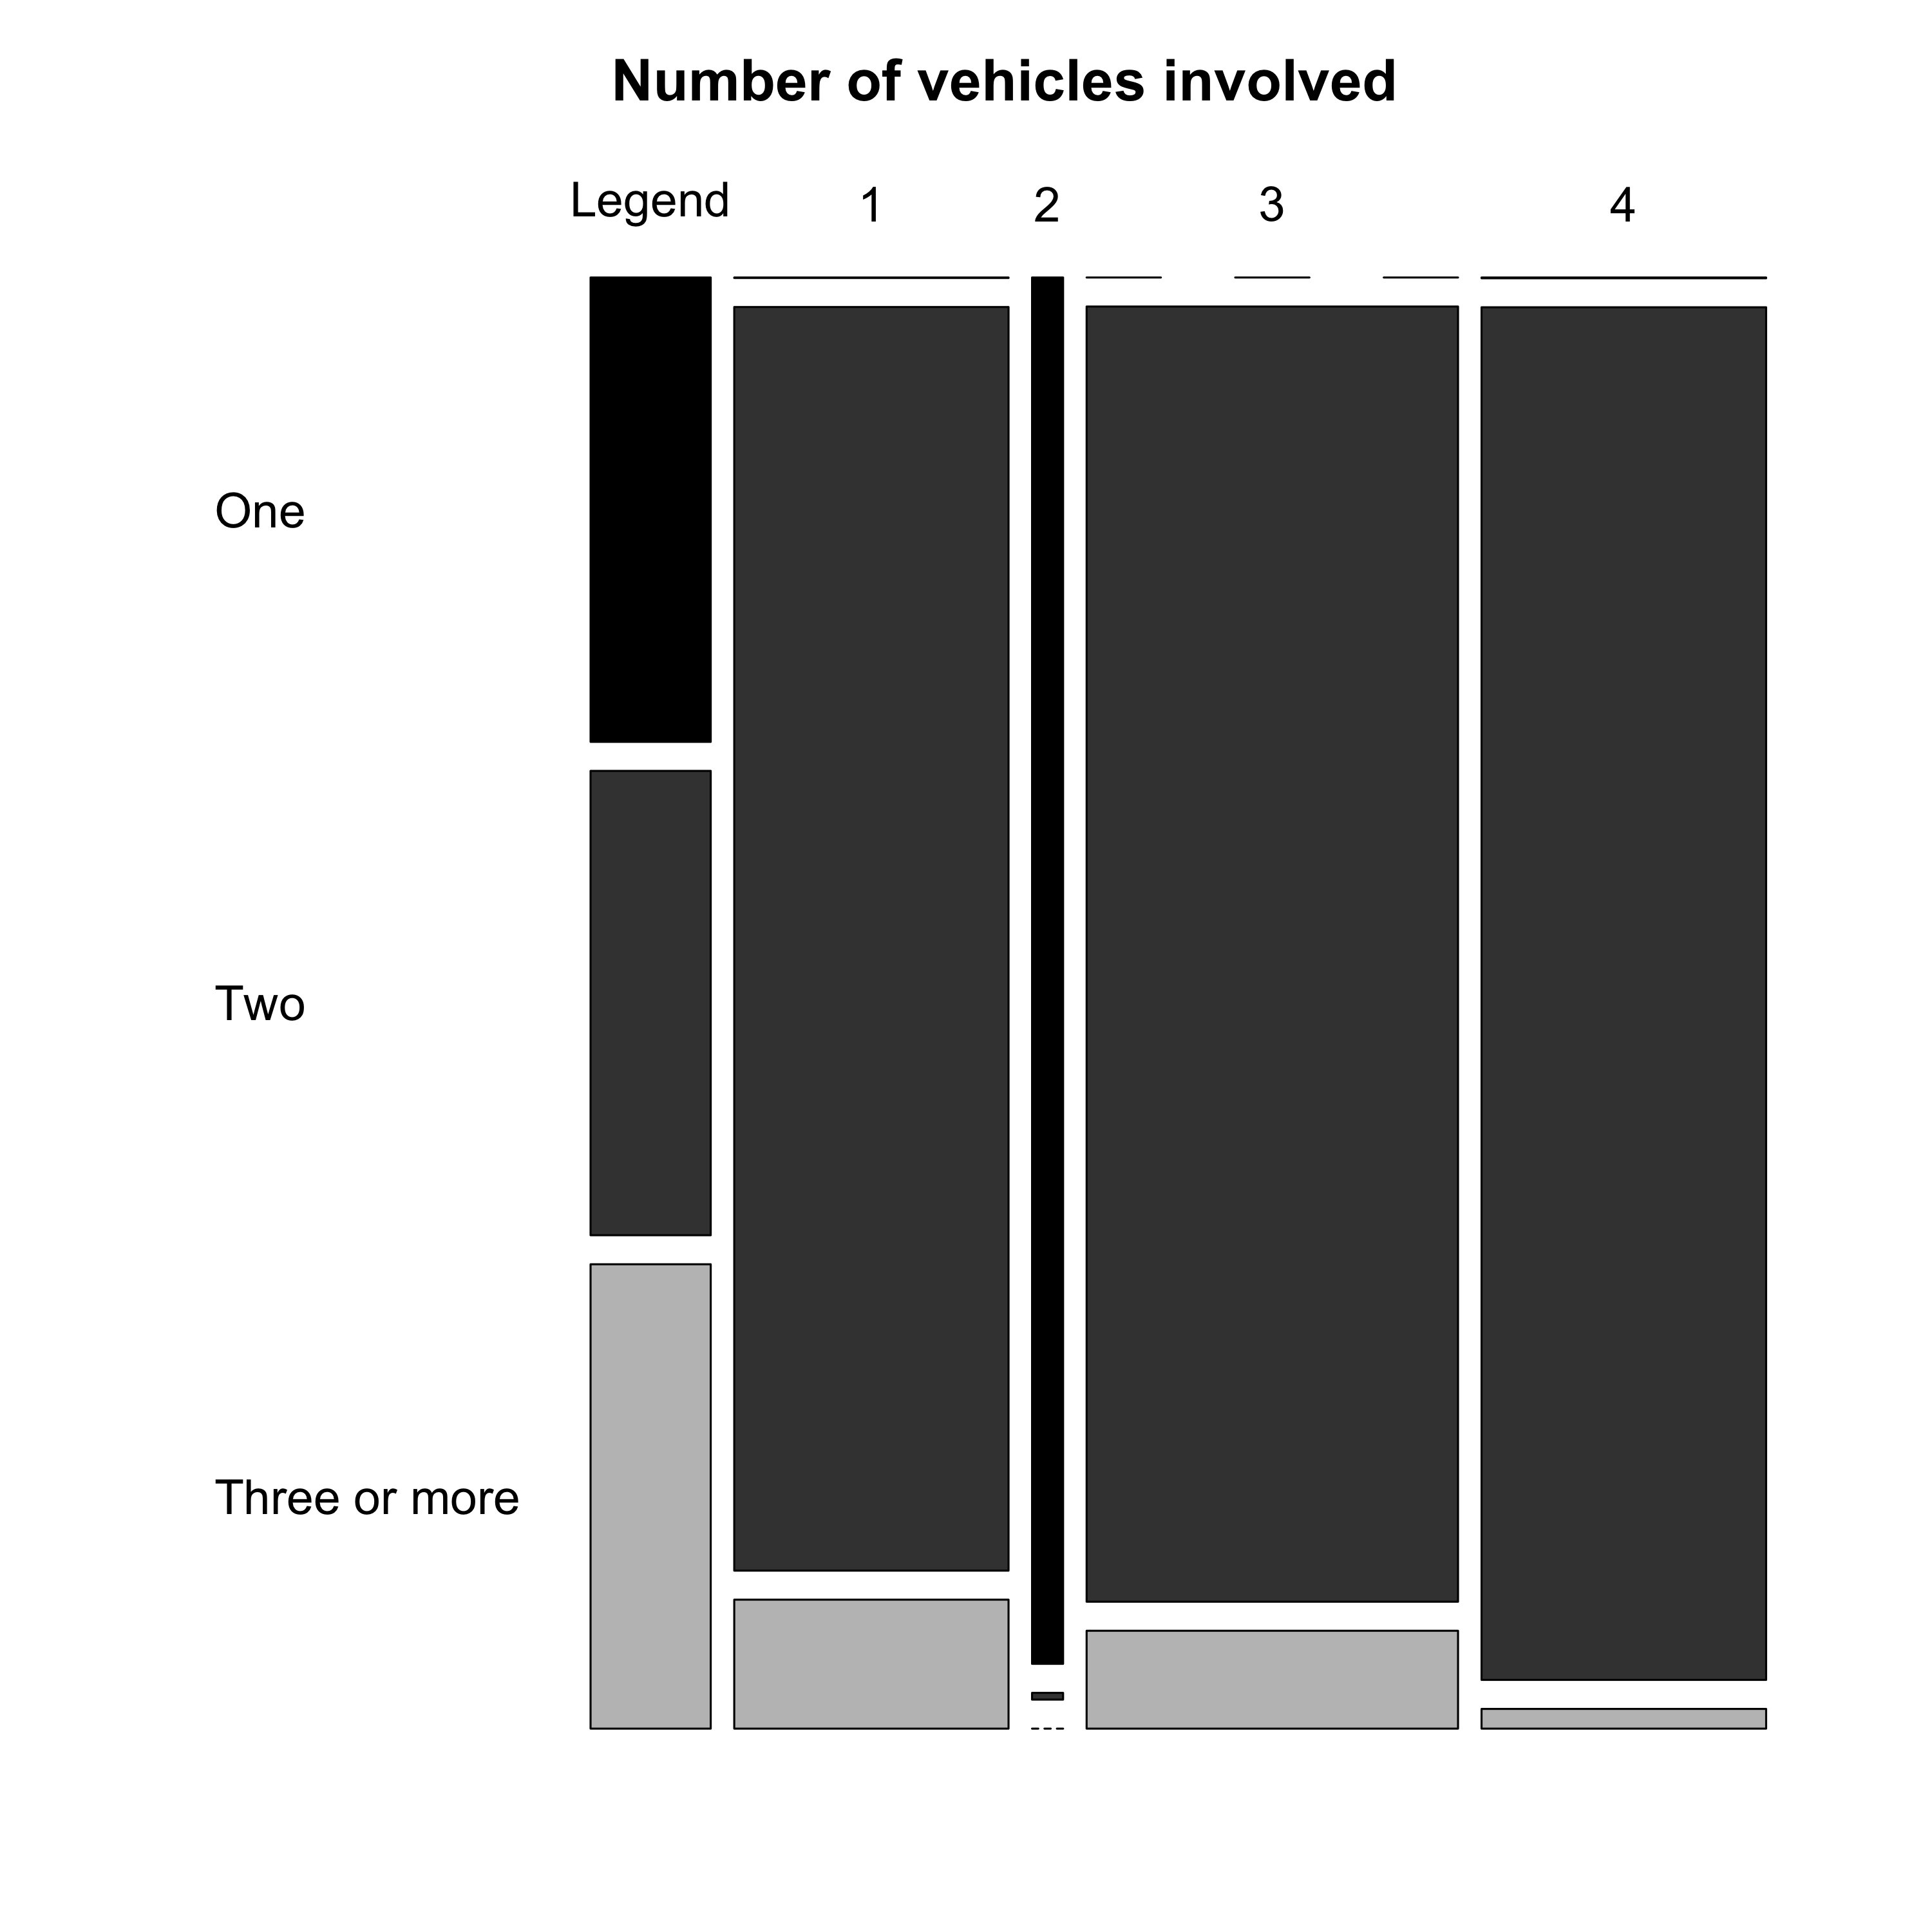 Number of vehicles involved
Legend 1 2 3 4
One
Two
Three or more